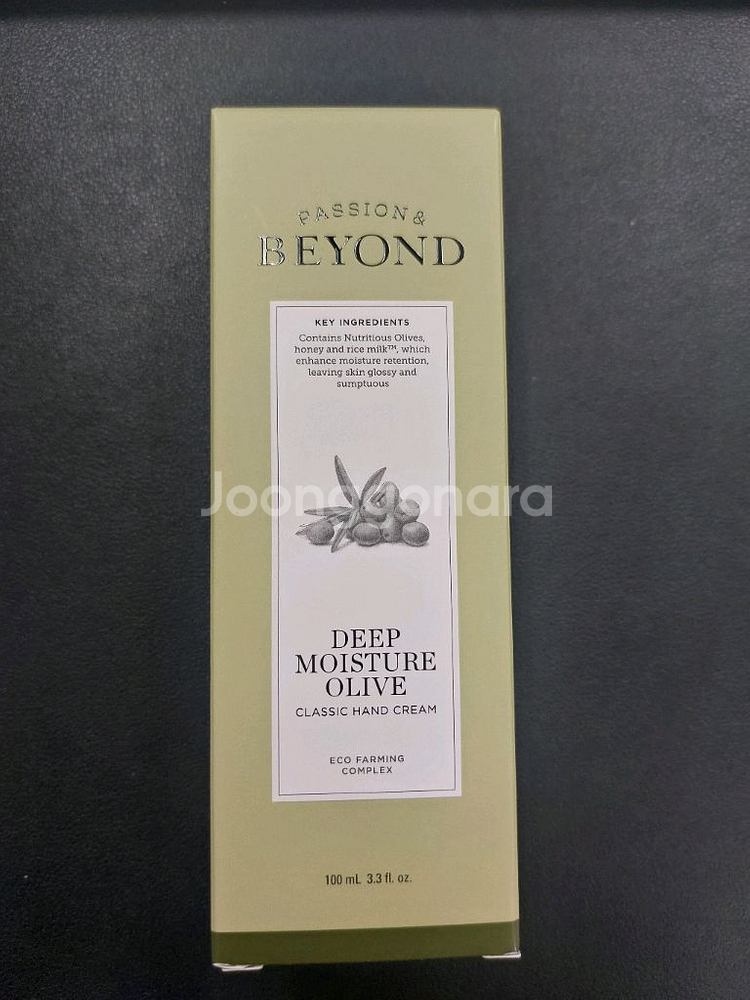 PASSION &
BEYOND
KEY INGREDIENTS
Contains Nutritious Olives,
honey and rice milk™, which
enhance moisture retention,
leaving skin glossy and
sumptuous
Joonggonara
DEEP
MOISTURE
OLIVE
CLASSIC HAND CREAM
ECO FARMING
COMPLEX
100 mL 3.3 fl. oz.